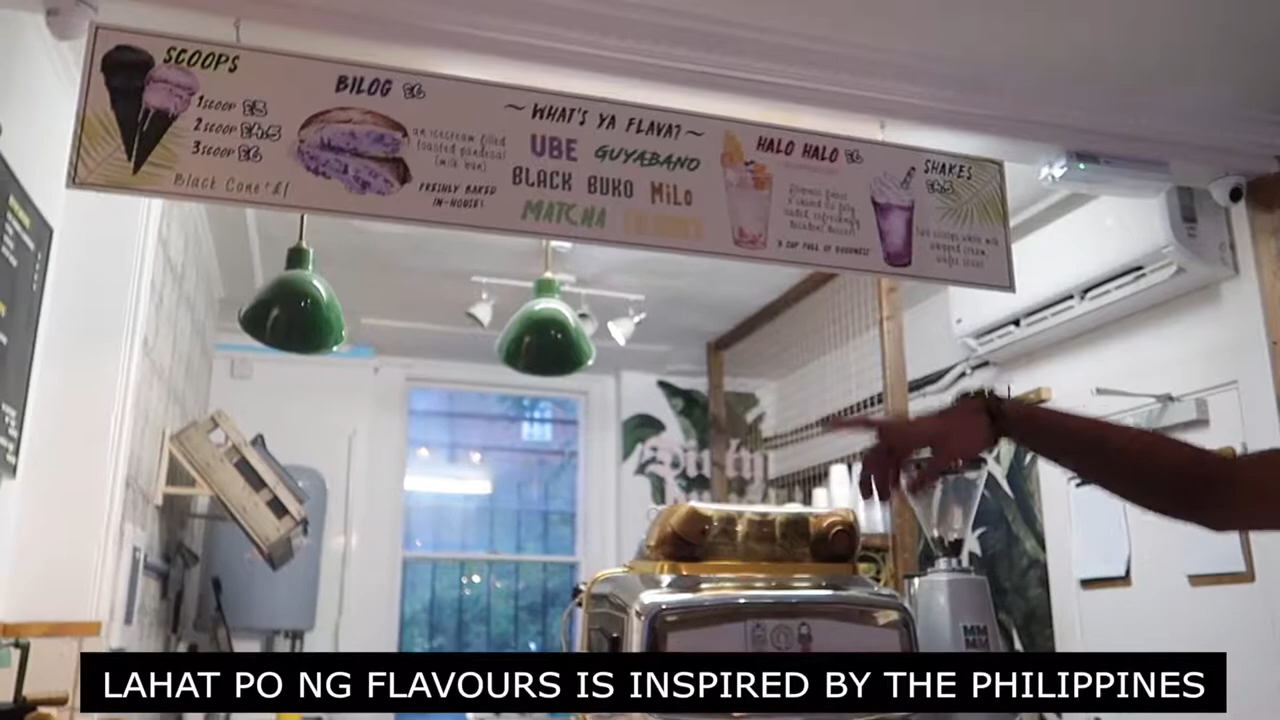 SCOOPS
1 SCOOP £3
2 SCOOP £4.5
3 SCOOP £6
Black Cone £1
BILOG £6
an icecream filled
toasted pandesal
(milk bun)
FRESHLY BAKED
IN-HOUSE!
~ WHAT'S YA FLAVA? ~
UBE GUYABANO
BLACK BUKO MiLO
MATCHA
HALO HALO £6
A CUP FULL OF GOODNESS
SHAKES
£4.5
whipped cream,
LAHAT PO NG FLAVOURS IS INSPIRED BY THE PHILIPPINES